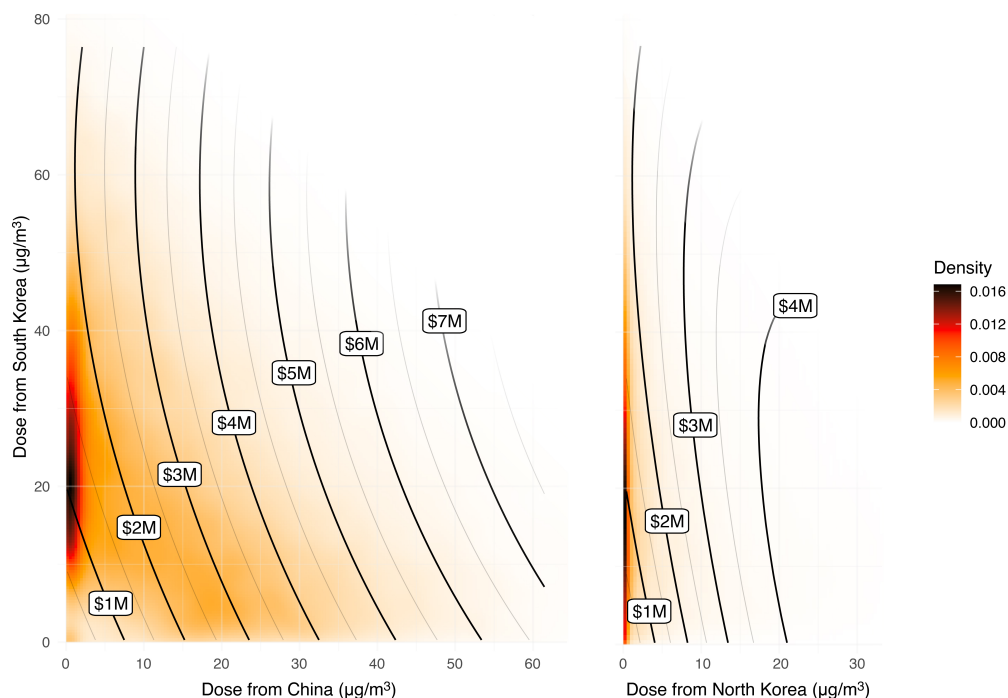 80
60
40
20
0
Dose from South Korea (μg/m³)
$7M
$6M
$5M
$4M
$3M
$2M
$1M
0
10
20
30
40
50
60
Dose from China (μg/m³)
$4M
$3M
$2M
$1M
0
10
20
30
Dose from North Korea (μg/m³)
Density
0.016
0.012
0.008
0.004
0.000